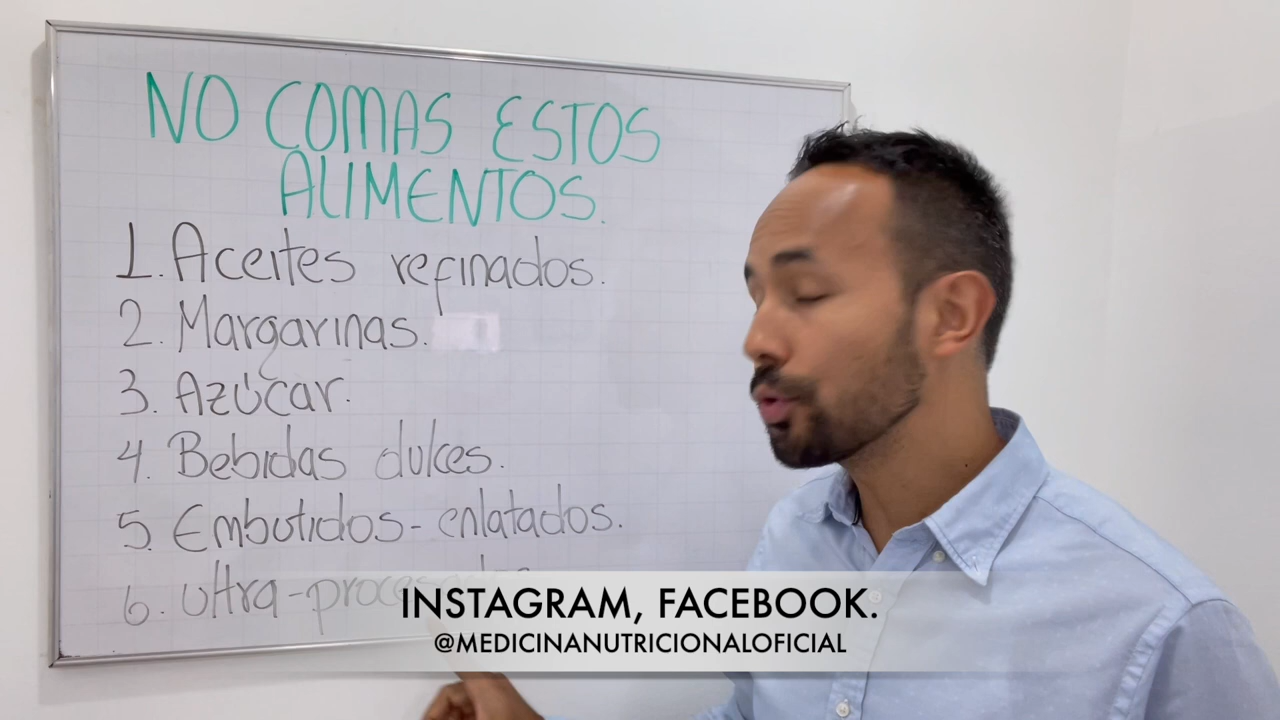 NO COMAS ESTOS
ALIMENTOS.
1. Aceites refinados.
2. Margarinas.
3. Azúcar.
4. Bebidas dulces.
5. Embutidos - enlatados.
6. Ultra-procesados
INSTAGRAM, FACEBOOK.
@MEDICINANUTRICIONALOFICIAL